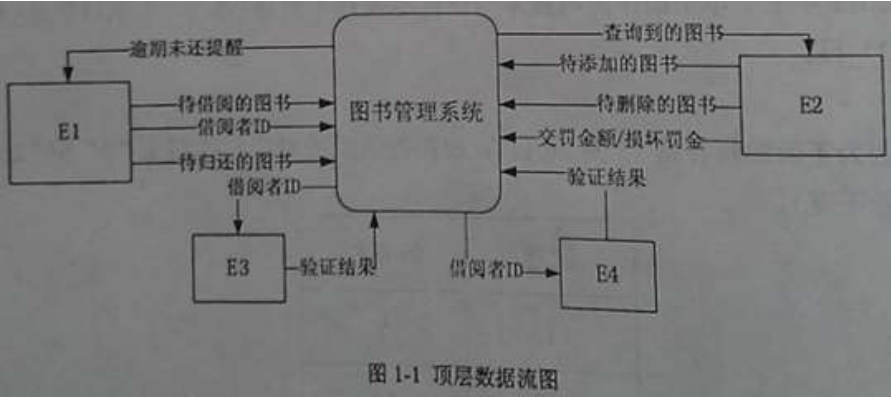 逾期未还提醒
查询到的图书
待添加的图书
E1
待借阅的图书
图书管理系统
待删除的图书
E2
借阅者ID
交罚金额/损坏罚金
待归还的图书
验证结果
借阅者ID
E3
验证结果
借阅者ID
E4
图 1-1 顶层数据流图